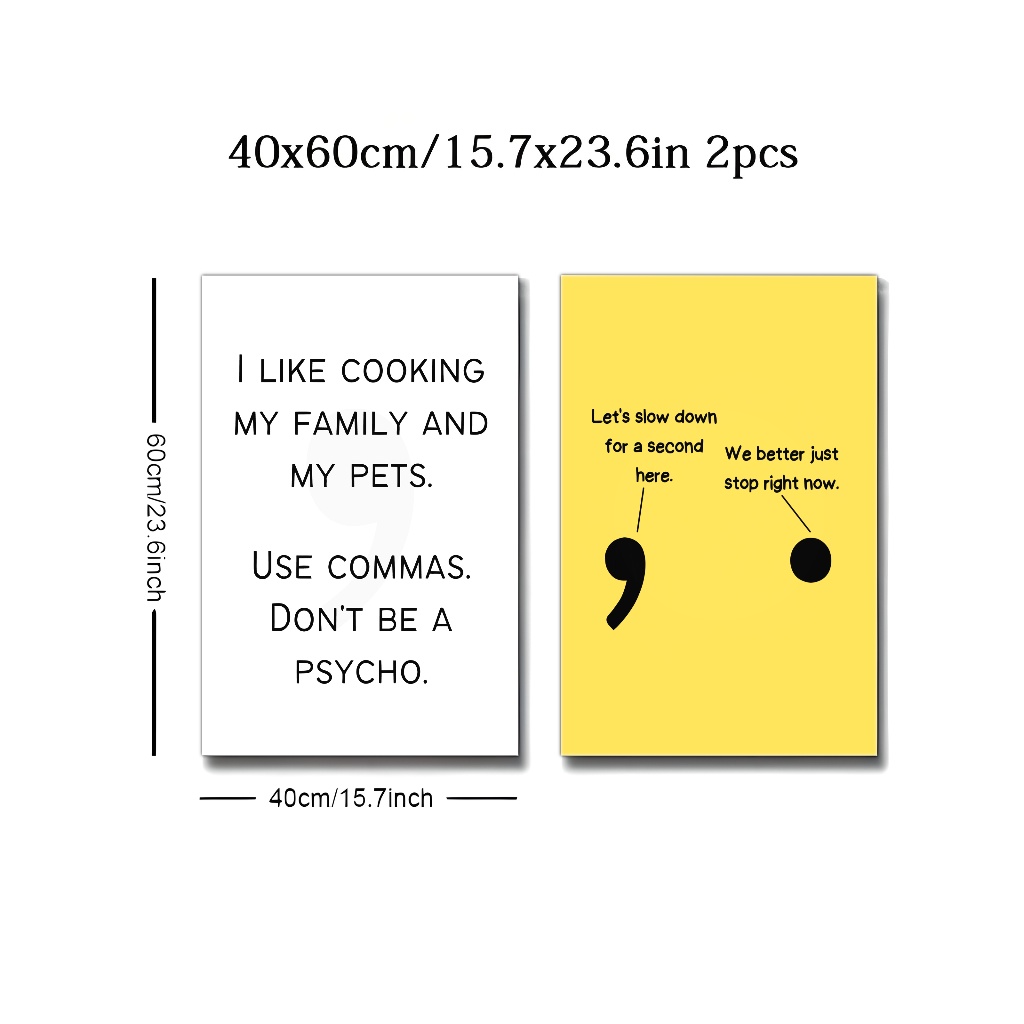 40x60cm/15.7x23.6in 2pcs
60cm/23.6inch
I LIKE COOKING
MY FAMILY AND
MY PETS.
USE COMMAS.
DON'T BE A
PSYCHO.
Let's slow down
for a second
here.
We better just
stop right now.
40cm/15.7inch